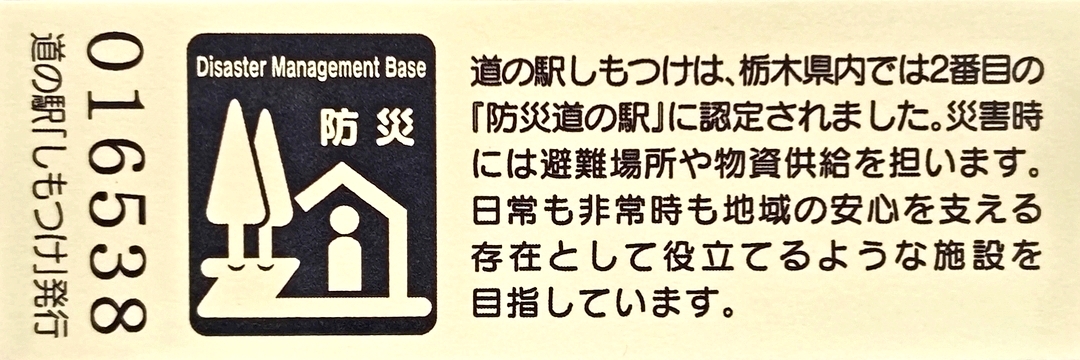 道の駅「しもつけ」発行
016538
Disaster Management Base
防災
道の駅しもつけは、栃木県内では2番目の
『防災道の駅』に認定されました。災害時
には避難場所や物資供給を担います。
日常も非常時も地域の安心を支える
存在として役立てるような施設を
目指しています。